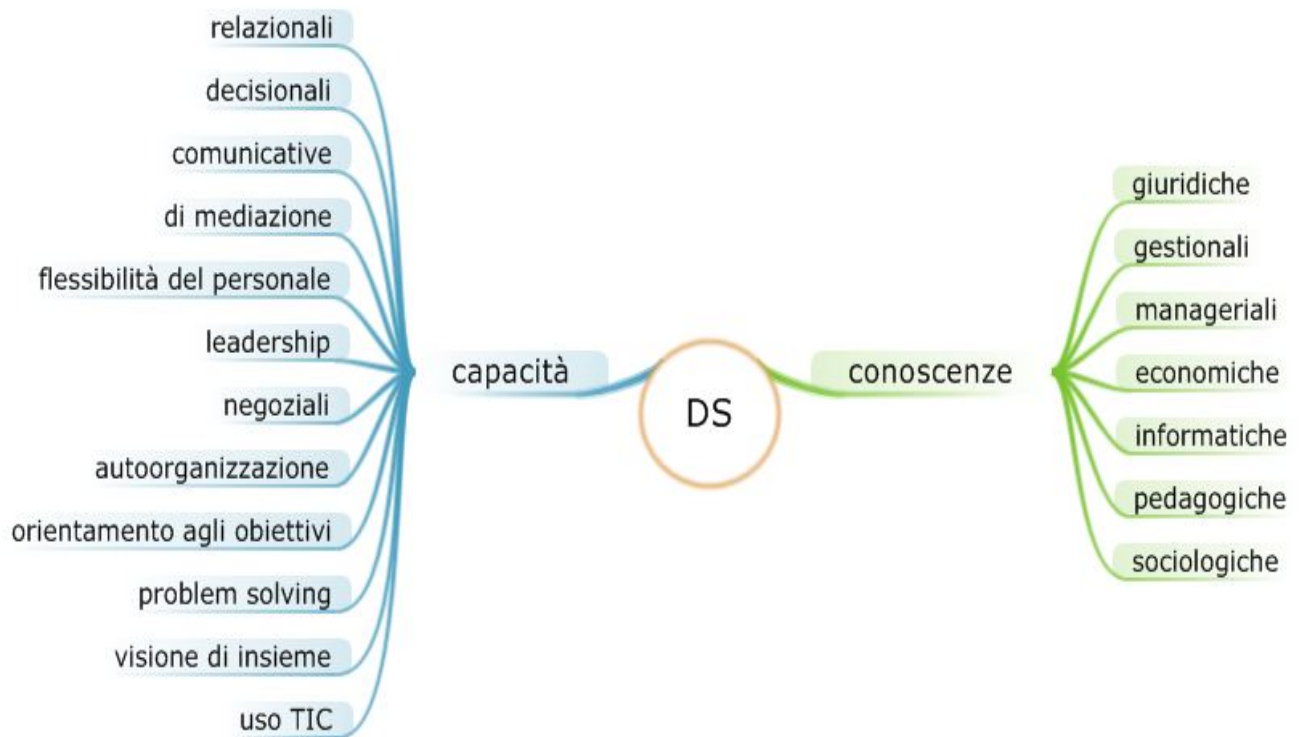 relazionali
decisionali
comunicative
di mediazione
flessibilità del personale
leadership
negoziali
autoorganizzazione
orientamento agli obiettivi
problem solving
visione di insieme
uso TIC
capacità
DS
conoscenze
giuridiche
gestionali
manageriali
economiche
informatiche
pedagogiche
sociologiche